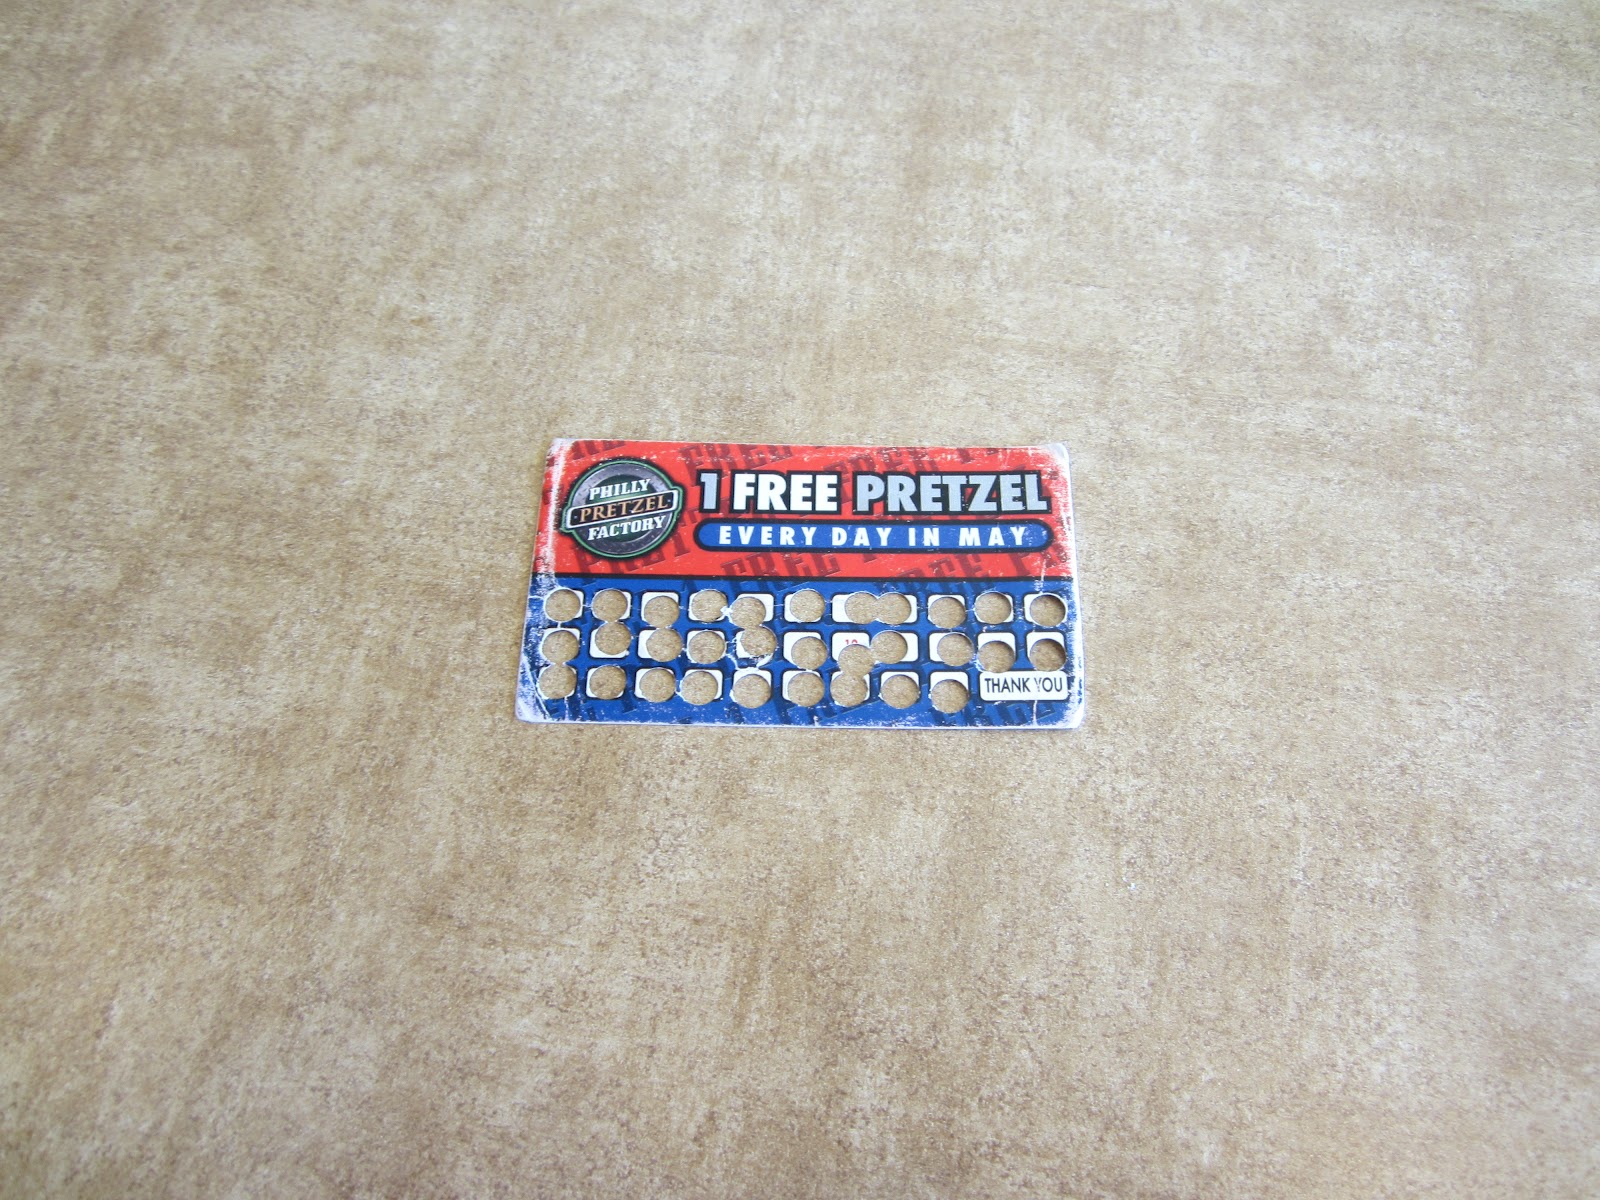 PHILLY
PRETZEL
FACTORY
1 FREE PRETZEL
EVERY DAY IN MAY
THANK YOU